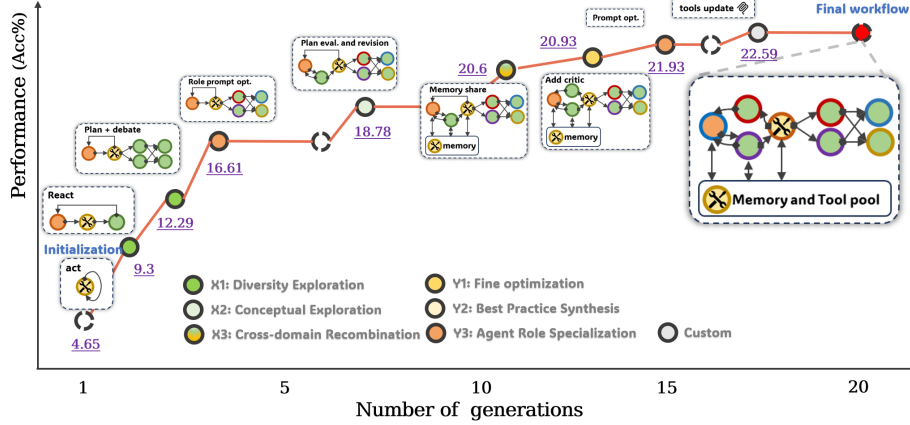 Performance (Acc%)
Final workflow
tools update
Prompt opt.
Plan eval. and revision
Role prompt opt.
Plan + debate
React
Initialization
act
Memory share
memory
Add critic
memory
4.65
9.3
12.29
16.61
18.78
20.6
20.93
21.93
22.59
Memory and Tool pool
X1: Diversity Exploration
X2: Conceptual Exploration
X3: Cross-domain Recombination
Y1: Fine optimization
Y2: Best Practice Synthesis
Y3: Agent Role Specialization
Custom
1
5
10
15
20
Number of generations